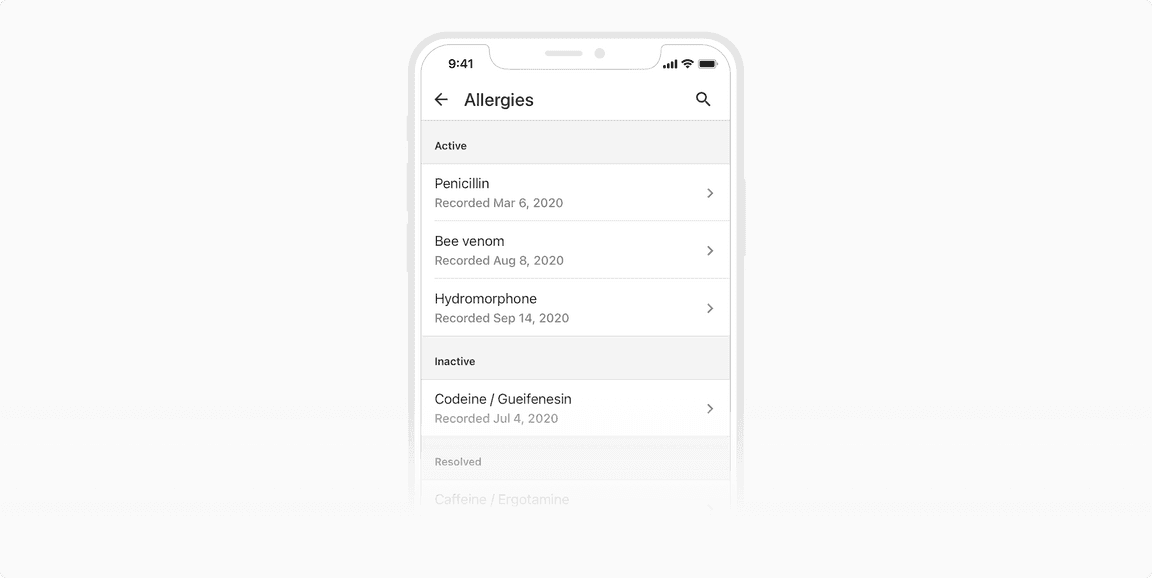 9:41
Allergies
Active
Penicillin
Recorded Mar 6, 2020
Bee venom
Recorded Aug 8, 2020
Hydromorphone
Recorded Sep 14, 2020
Inactive
Codeine / Gueifenesin
Recorded Jul 4, 2020
Resolved
Caffeine / Ergotamine